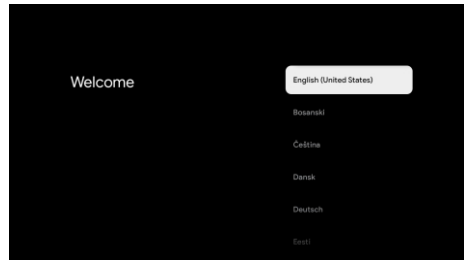 Welcome
English (United States)
Bosanski
Čeština
Dansk
Deutsch
Eesti